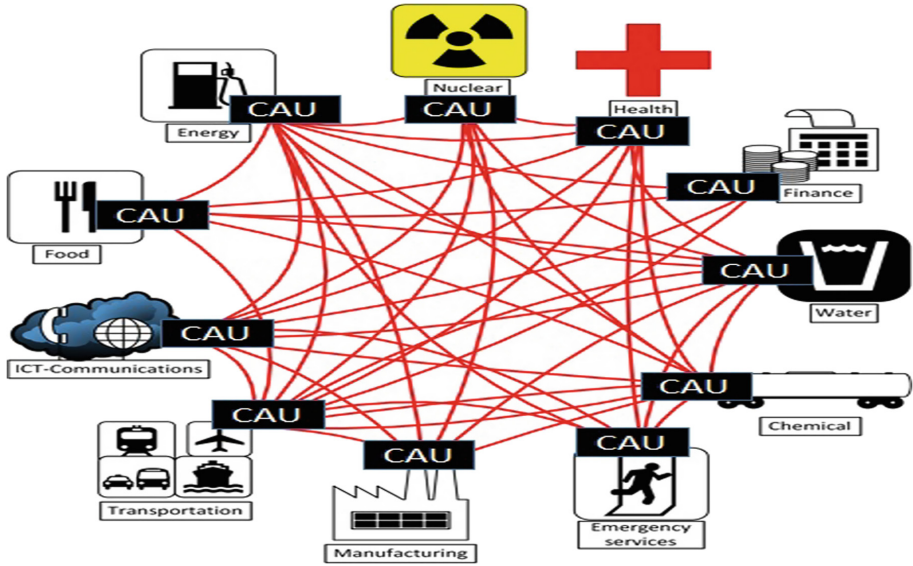 Nuclear
CAU
Health
CAU
CAU
Energy
CAU
Finance
CAU
Food
CAU
Water
CAU
ICT-Communications
CAU
Chemical
CAU
Transportation
CAU
Manufacturing
CAU
Emergency
services